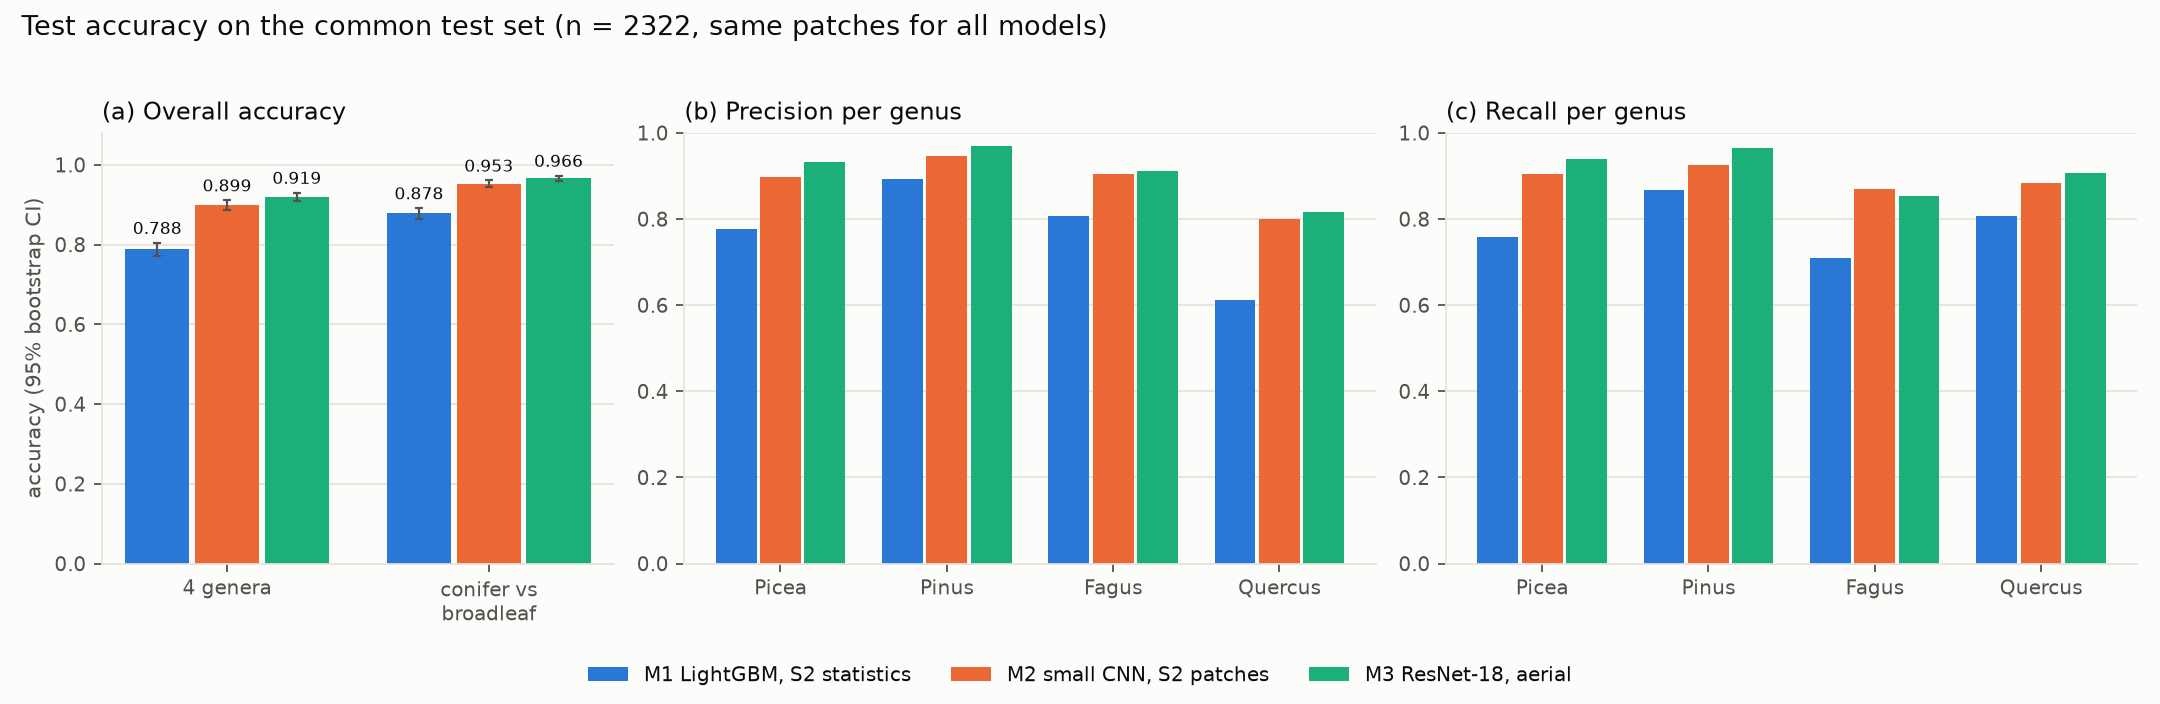 Test accuracy on the common test set (n = 2322, same patches for all models)
(a) Overall accuracy
accuracy (95% bootstrap CI)
1.0
0.8
0.6
0.4
0.2
0.0
0.788
0.899
0.919
0.878
0.953
0.966
4 genera
conifer vs
broadleaf
(b) Precision per genus
1.0
0.8
0.6
0.4
0.2
0.0
Picea
Pinus
Fagus
Quercus
(c) Recall per genus
1.0
0.8
0.6
0.4
0.2
0.0
Picea
Pinus
Fagus
Quercus
M1 LightGBM, S2 statistics
M2 small CNN, S2 patches
M3 ResNet-18, aerial